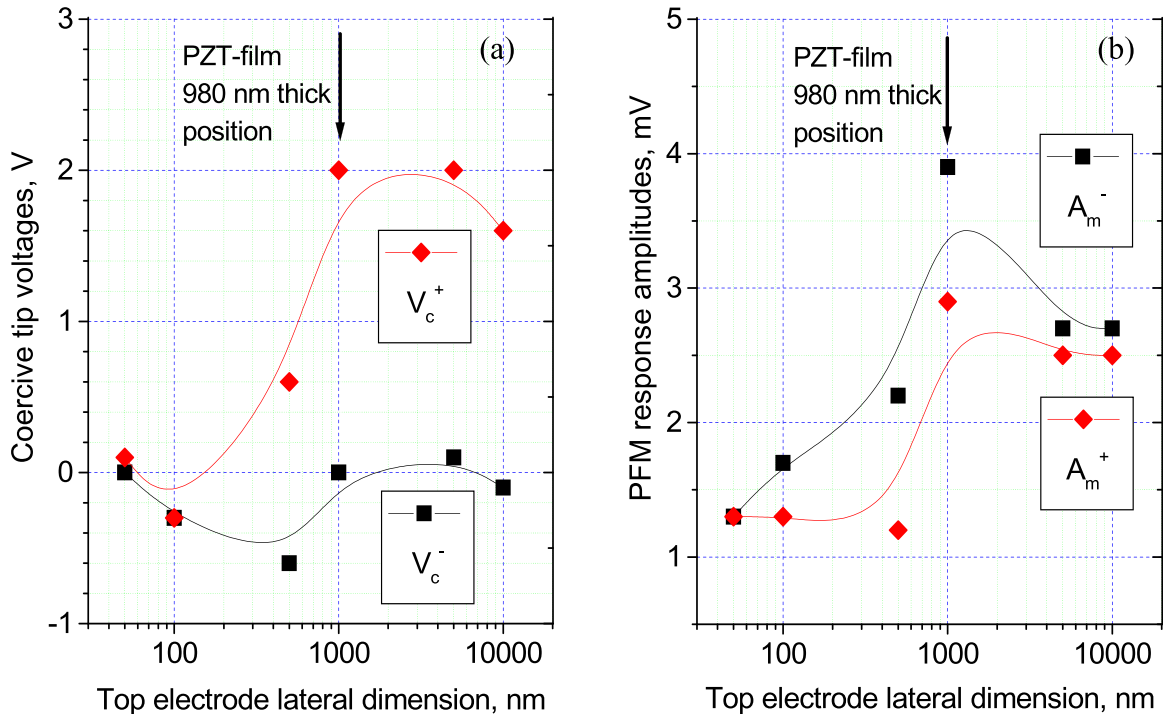 (a)
PZT-film
980 nm thick
position
Coercive tip voltages, V
3
2
1
0
-1
V_c^+
V_c^-
100
1000
10000
Top electrode lateral dimension, nm
(b)
PZT-film
980 nm thick
position
PFM response amplitudes, mV
5
4
3
2
1
A_m^-
A_m^+
100
1000
10000
Top electrode lateral dimension, nm